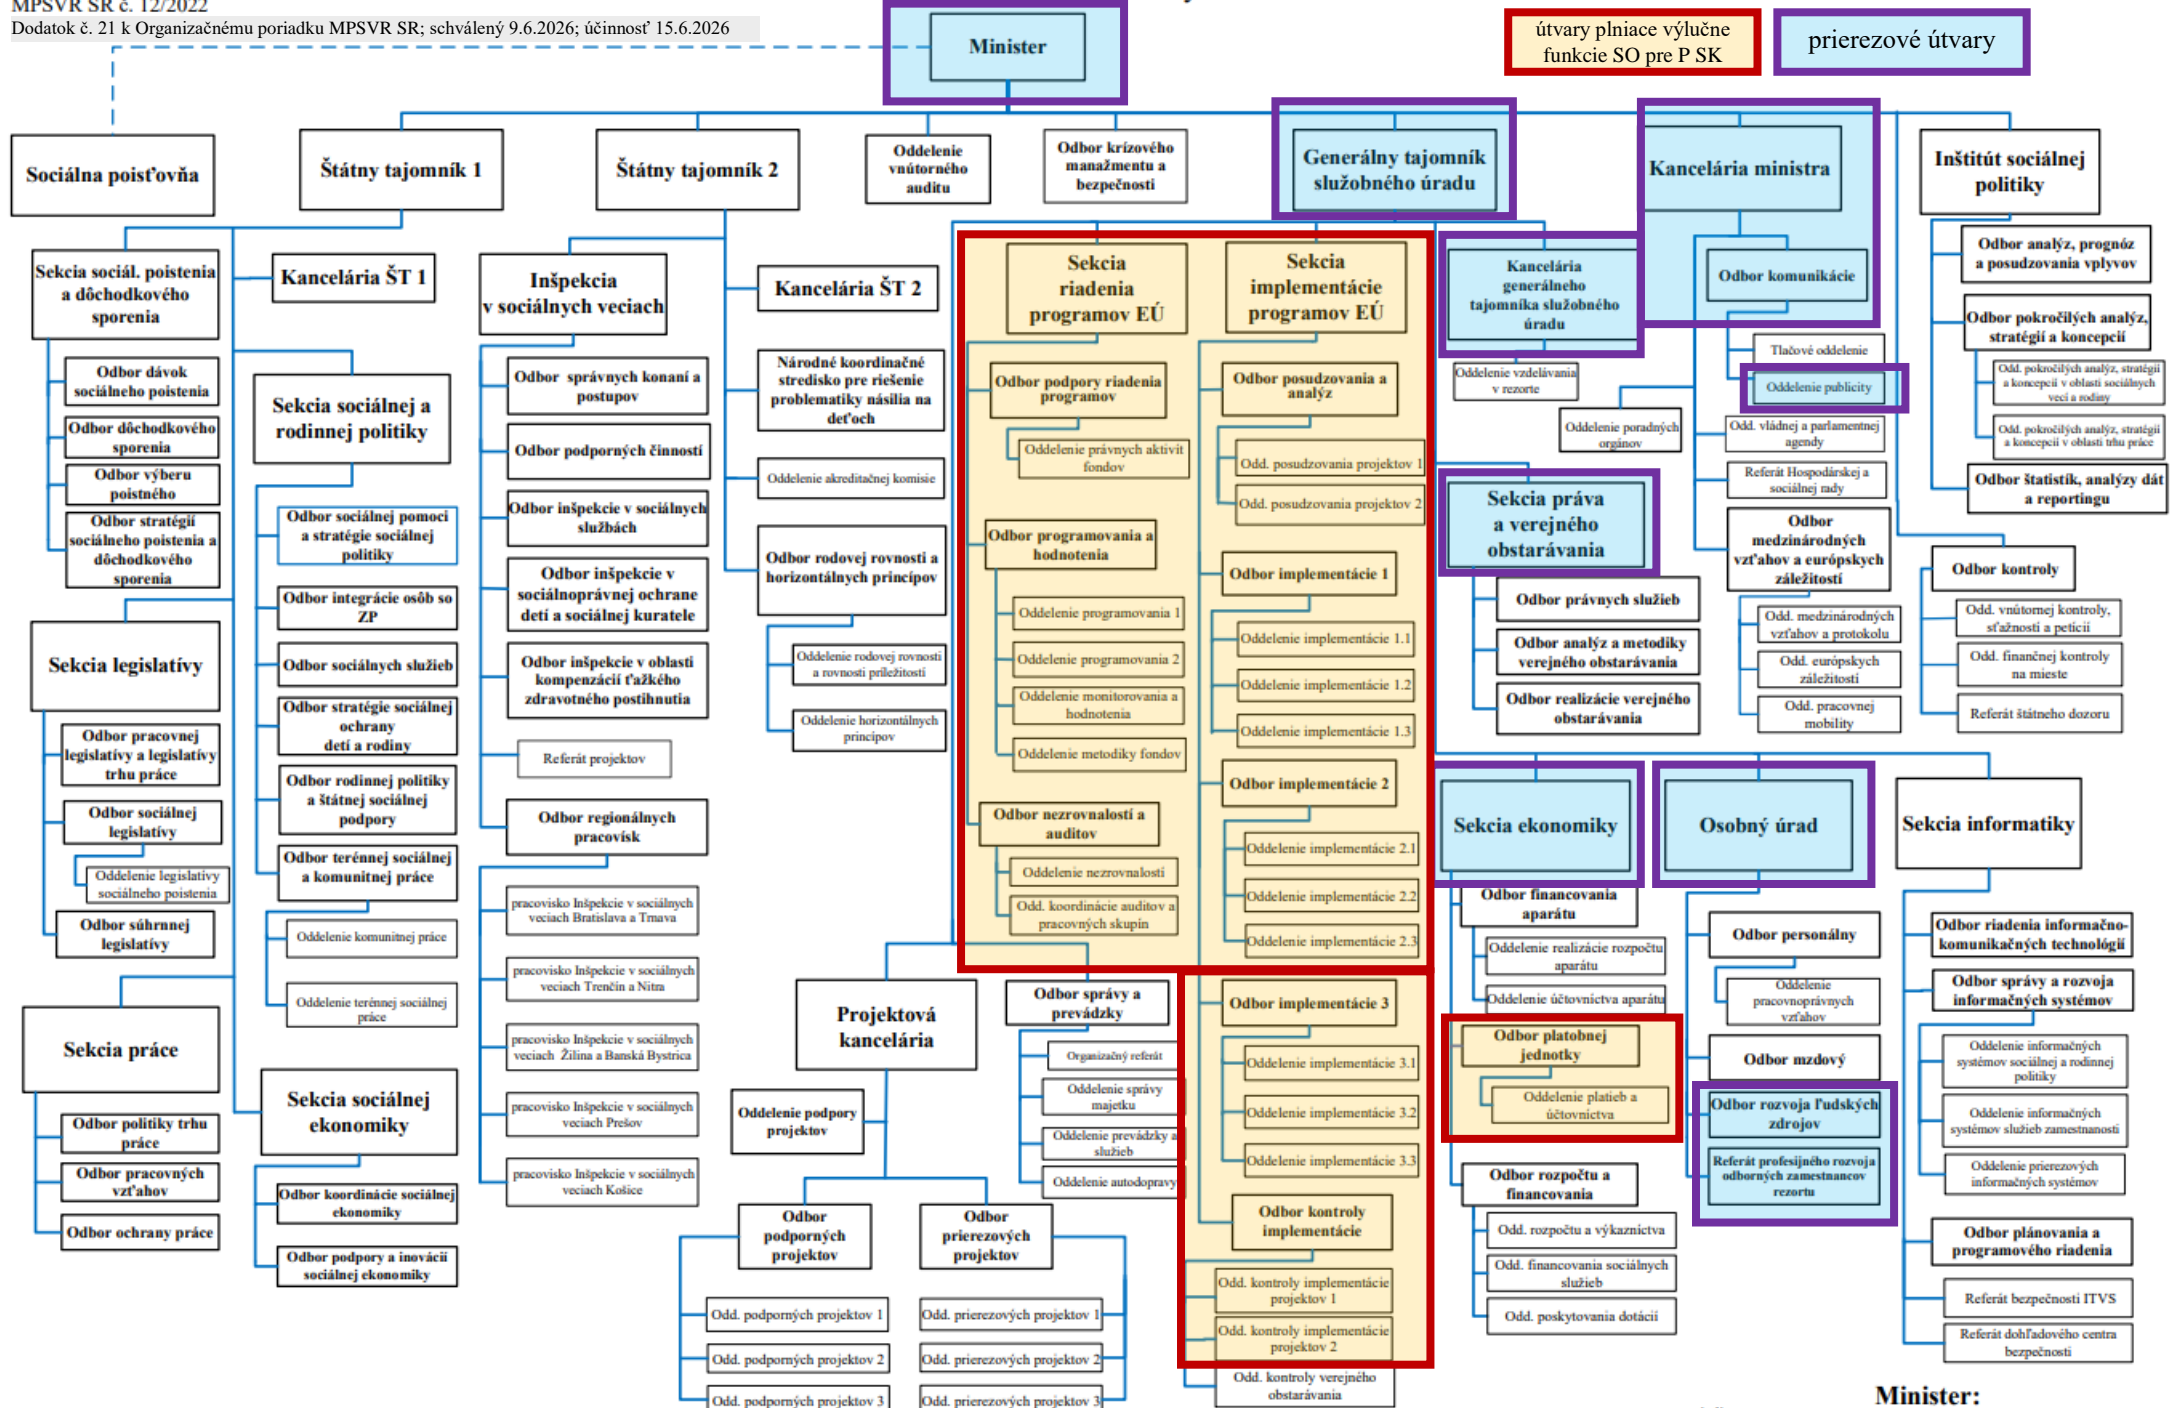 MPSVR SR č. 12/2022
Dodatok č. 21 k Organizačnému poriadku MPSVR SR; schválený 9.6.2026; účinnosť 15.6.2026
Minister
útvary plniace výlučne
funkcie SO pre P SK
prierezové útvary
Sociálna poisťovňa
Štátny tajomník 1
Štátny tajomník 2
Oddelenie
vnútorného
auditu
Odbor krízového
manažmentu a
bezpečnosti
Generálny tajomník
služobného úradu
Kancelária ministra
Inštitút sociálnej
politiky
Sekcia sociál. poistenia
a dôchodkového
sporenia
Kancelária ŠT 1
Odbor dávok
sociálneho poistenia
Odbor dôchodkového
sporenia
Odbor výberu
poistného
Odbor stratégií
sociálneho poistenia a
dôchodkového
sporenia
Sekcia legislatívy
Odbor pracovnej
legislatívy a legislatívy
trhu práce
Odbor sociálnej
legislatívy
Oddelenie legislatívy
sociálneho poistenia
Odbor súhrnnej
legislatívy
Sekcia práce
Odbor politiky trhu
práce
Odbor pracovných
vzťahov
Odbor ochrany práce
Sekcia sociálnej a
rodinnej politiky
Odbor sociálnej pomoci
a stratégie sociálnej
politiky
Odbor integrácie osôb so
ZP
Odbor sociálnych služieb
Odbor stratégie sociálnej
ochrany
detí a rodiny
Odbor rodinnej politiky
a štátnej sociálnej
podpory
Odbor terénnej sociálnej
a komunitnej práce
Oddelenie komunitnej práce
Oddelenie terénnej sociálnej
práce
Sekcia sociálnej
ekonomiky
Odbor koordinácie sociálnej
ekonomiky
Odbor podpory a inovácií
sociálnej ekonomiky
Inšpekcia
v sociálnych veciach
Odbor správnych konaní a
postupov
Odbor podporných činností
Odbor inšpekcie v sociálnych
službách
Odbor inšpekcie v
sociálnoprávnej ochrane
detí a sociálnej kuratele
Odbor inšpekcie v oblasti
kompenzácií ťažkého
zdravotného postihnutia
Referát projektov
Odbor regionálnych
pracovísk
pracovisko Inšpekcie v sociálnych
veciach Bratislava a Trnava
pracovisko Inšpekcie v sociálnych
veciach Trenčín a Nitra
pracovisko Inšpekcie v sociálnych
veciach Žilina a Banská Bystrica
pracovisko Inšpekcie v sociálnych
veciach Prešov
pracovisko Inšpekcie v sociálnych
veciach Košice
Kancelária ŠT 2
Národné koordinačné
stredisko pre riešenie
problematiky násilia na
deťoch
Oddelenie akreditačnej komisie
Odbor rodovej rovnosti a
horizontálnych princípov
Oddelenie rodovej rovnosti
a rovnosti príležitostí
Oddelenie horizontálnych
princípov
Sekcia
riadenia
programov EÚ
Odbor podpory riadenia
programov
Oddelenie právnych aktivít
fondov
Odbor programovania a
hodnotenia
Oddelenie programovania 1
Oddelenie programovania 2
Oddelenie monitorovania a
hodnotenia
Oddelenie metodiky fondov
Odbor nezrovnalostí a
auditov
Oddelenie nezrovnalostí
Odd. koordinácie auditov a
pracovných skupín
Sekcia
implementácie
programov EÚ
Odbor posudzovania a
analýz
Odd. posudzovania projektov 1
Odd. posudzovania projektov 2
Odbor implementácie 1
Oddelenie implementácie 1.1
Oddelenie implementácie 1.2
Oddelenie implementácie 1.3
Odbor implementácie 2
Oddelenie implementácie 2.1
Oddelenie implementácie 2.2
Oddelenie implementácie 2.3
Odbor implementácie 3
Oddelenie implementácie 3.1
Oddelenie implementácie 3.2
Oddelenie implementácie 3.3
Odbor kontroly
implementácie
Odd. kontroly implementácie
projektov 1
Odd. kontroly implementácie
projektov 2
Odd. kontroly verejného
obstarávania
Projektová
kancelária
Oddelenie podpory
projektov
Odbor
podporných
projektov
Odd. podporných projektov 1
Odd. podporných projektov 2
Odd. podporných projektov 3
Odbor
prierezových
projektov
Odd. prierezových projektov 1
Odd. prierezových projektov 2
Odd. prierezových projektov 3
Odbor správy a
prevádzky
Organizačný referát
Oddelenie správy
majetku
Oddelenie prevádzky a
služieb
Oddelenie autodopravy
Kancelária
generálneho
tajomníka služobného
úradu
Oddelenie vzdelávania
v rezorte
Sekcia práva
a verejného
obstarávania
Odbor právnych služieb
Odbor analýz a metodiky
verejného obstarávania
Odbor realizácie verejného
obstarávania
Sekcia ekonomiky
Odbor financovania
aparátu
Oddelenie realizácie rozpočtu
aparátu
Oddelenie účtovníctva aparátu
Odbor platobnej
jednotky
Oddelenie platieb a
účtovníctva
Odbor rozpočtu a
financovania
Odd. rozpočtu a výkazníctva
Odd. financovania sociálnych
služieb
Odd. poskytovania dotácií
Odbor komunikácie
Tlačové oddelenie
Oddelenie publicity
Oddelenie poradných
orgánov
Odd. vládnej a parlamentnej
agendy
Referát Hospodárskej a
sociálnej rady
Odbor
medzinárodných
vzťahov a európskych
záležitostí
Odd. medzinárodných
vzťahov a protokolu
Odd. európskych
záležitostí
Odd. pracovnej
mobility
Osobný úrad
Odbor personálny
Oddelenie
pracovnoprávnych
vzťahov
Odbor mzdový
Odbor rozvoja ľudských
zdrojov
Referát profesijného rozvoja
odborných zamestnancov
rezortu
Odbor analýz, prognóz
a posudzovania vplyvov
Odbor pokročilých analýz,
stratégií a koncepcií
Odd. pokročilých analýz, stratégií
a koncepcií v oblasti sociálnych
vecí a rodiny
Odd. pokročilých analýz, stratégií
a koncepcií v oblasti trhu práce
Odbor štatistík, analýzy dát
a reportingu
Odbor kontroly
Odd. vnútornej kontroly,
sťažností a petícií
Odd. finančnej kontroly
na mieste
Referát štátneho dozoru
Sekcia informatiky
Odbor riadenia informačno-
komunikačných technológií
Odbor správy a rozvoja
informačných systémov
Oddelenie informačných
systémov sociálnej a rodinnej
politiky
Oddelenie informačných
systémov služieb zamestnanosti
Oddelenie prierezových
informačných systémov
Odbor plánovania a
programového riadenia
Referát bezpečnosti ITVS
Referát dohľadového centra
bezpečnosti
Minister: